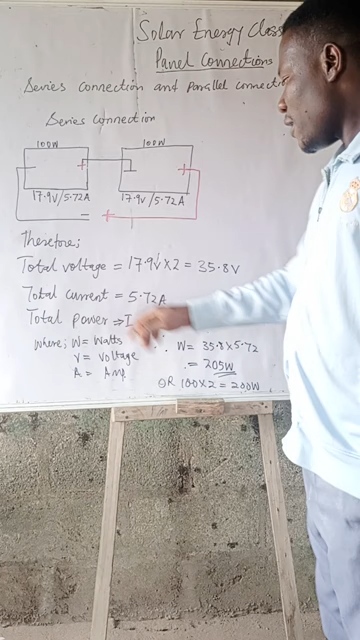 Solar Energy Class
Panel Connections
Series connection and parallel
Series Connection
100W 100W
- + - +
17.9V/5.72A 17.9V/5.72A
- +
Therefore;
Total voltage = 17.9V x 2 = 35.8V
Total current = 5.72A
Total power ⇒ I
Where; W = Watts
V = Voltage
A = Amp
∴ W = 35.8 x 5.72
= 205W
OR 100 x 2 = 200W